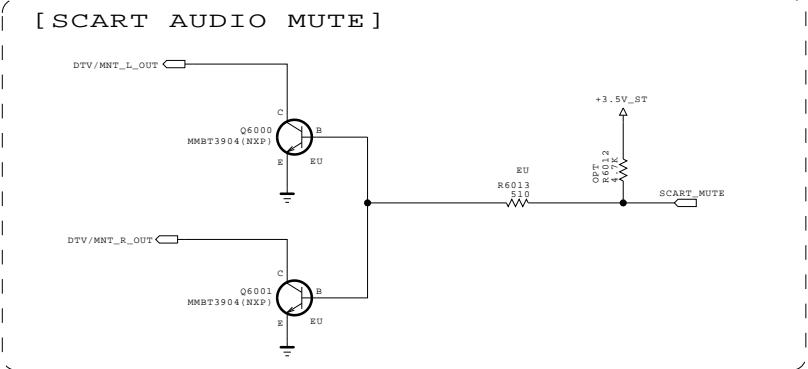 [SCART AUDIO MUTE]
DTV/MNT_L_OUT
+3.5V_ST
C
Q6000
B
MMBT3904(NXP)
E
EU
EU
OPT
R6012
4.7K
R6013
510
SCART_MUTE
DTV/MNT_R_OUT
C
Q6001
B
MMBT3904(NXP)
E
EU